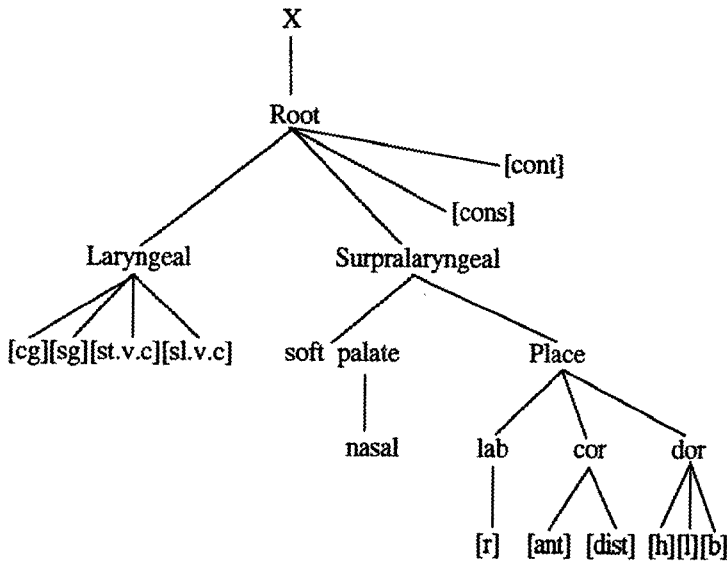 X
Root
[cont]
[cons]
Laryngeal Surpralaryngeal
[cg][sg][st.v.c][sl.v.c] soft palate Place
nasal lab cor dor
[r] [ant] [dist] [h][l][b]